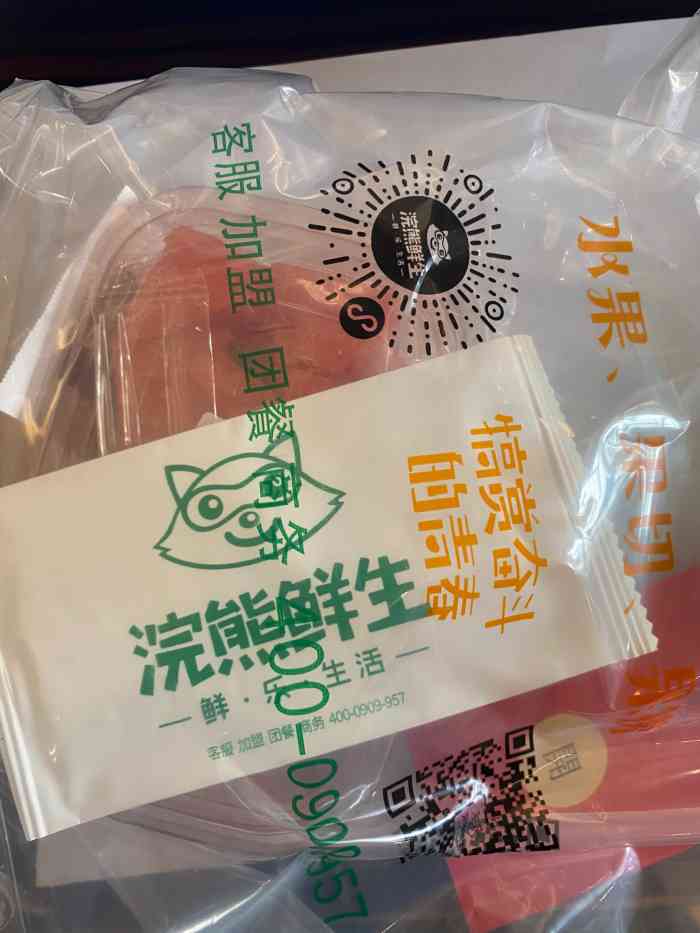 客服 加盟 团餐 商务 400-0909957
浣熊鲜生
水果、果切、
犒赏奋斗
的青春
浣熊鲜生
— 鲜·乐 生活 —
客服 加盟 团餐 商务 400-0909-957